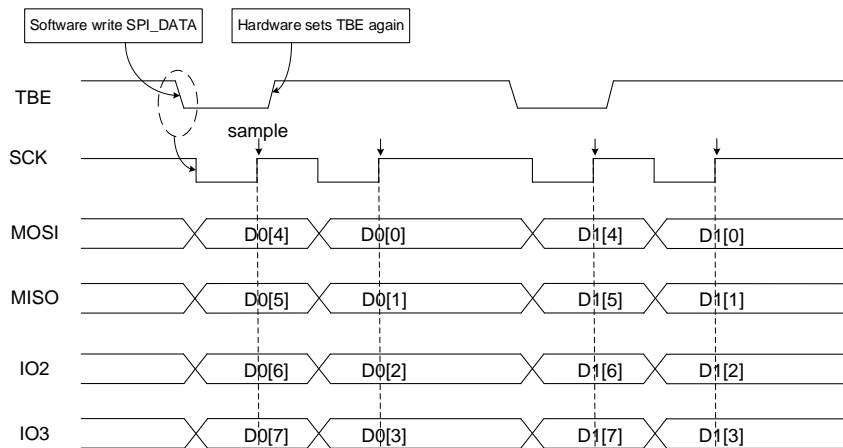 Software write SPI_DATA
Hardware sets TBE again
TBE
sample
SCK
MOSI D0[4] D0[0] D1[4] D1[0]
MISO D0[5] D0[1] D1[5] D1[1]
IO2 D0[6] D0[2] D1[6] D1[2]
IO3 D0[7] D0[3] D1[7] D1[3]